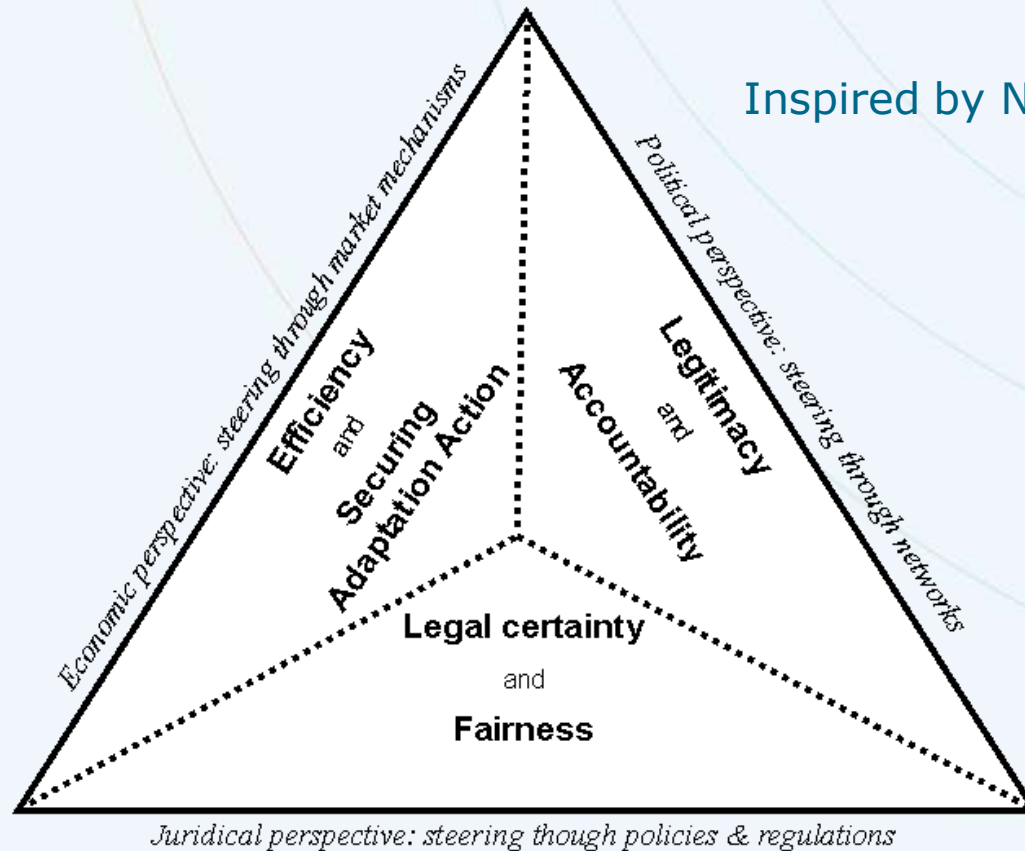 Inspired by N
Economic perspective: steering through market mechanisms
Political perspective: steering through networks
Efficiency
and
Securing
Adaptation Action
Legitimacy
and
Accountability
Legal certainty
and
Fairness
Juridical perspective: steering though policies & regulations